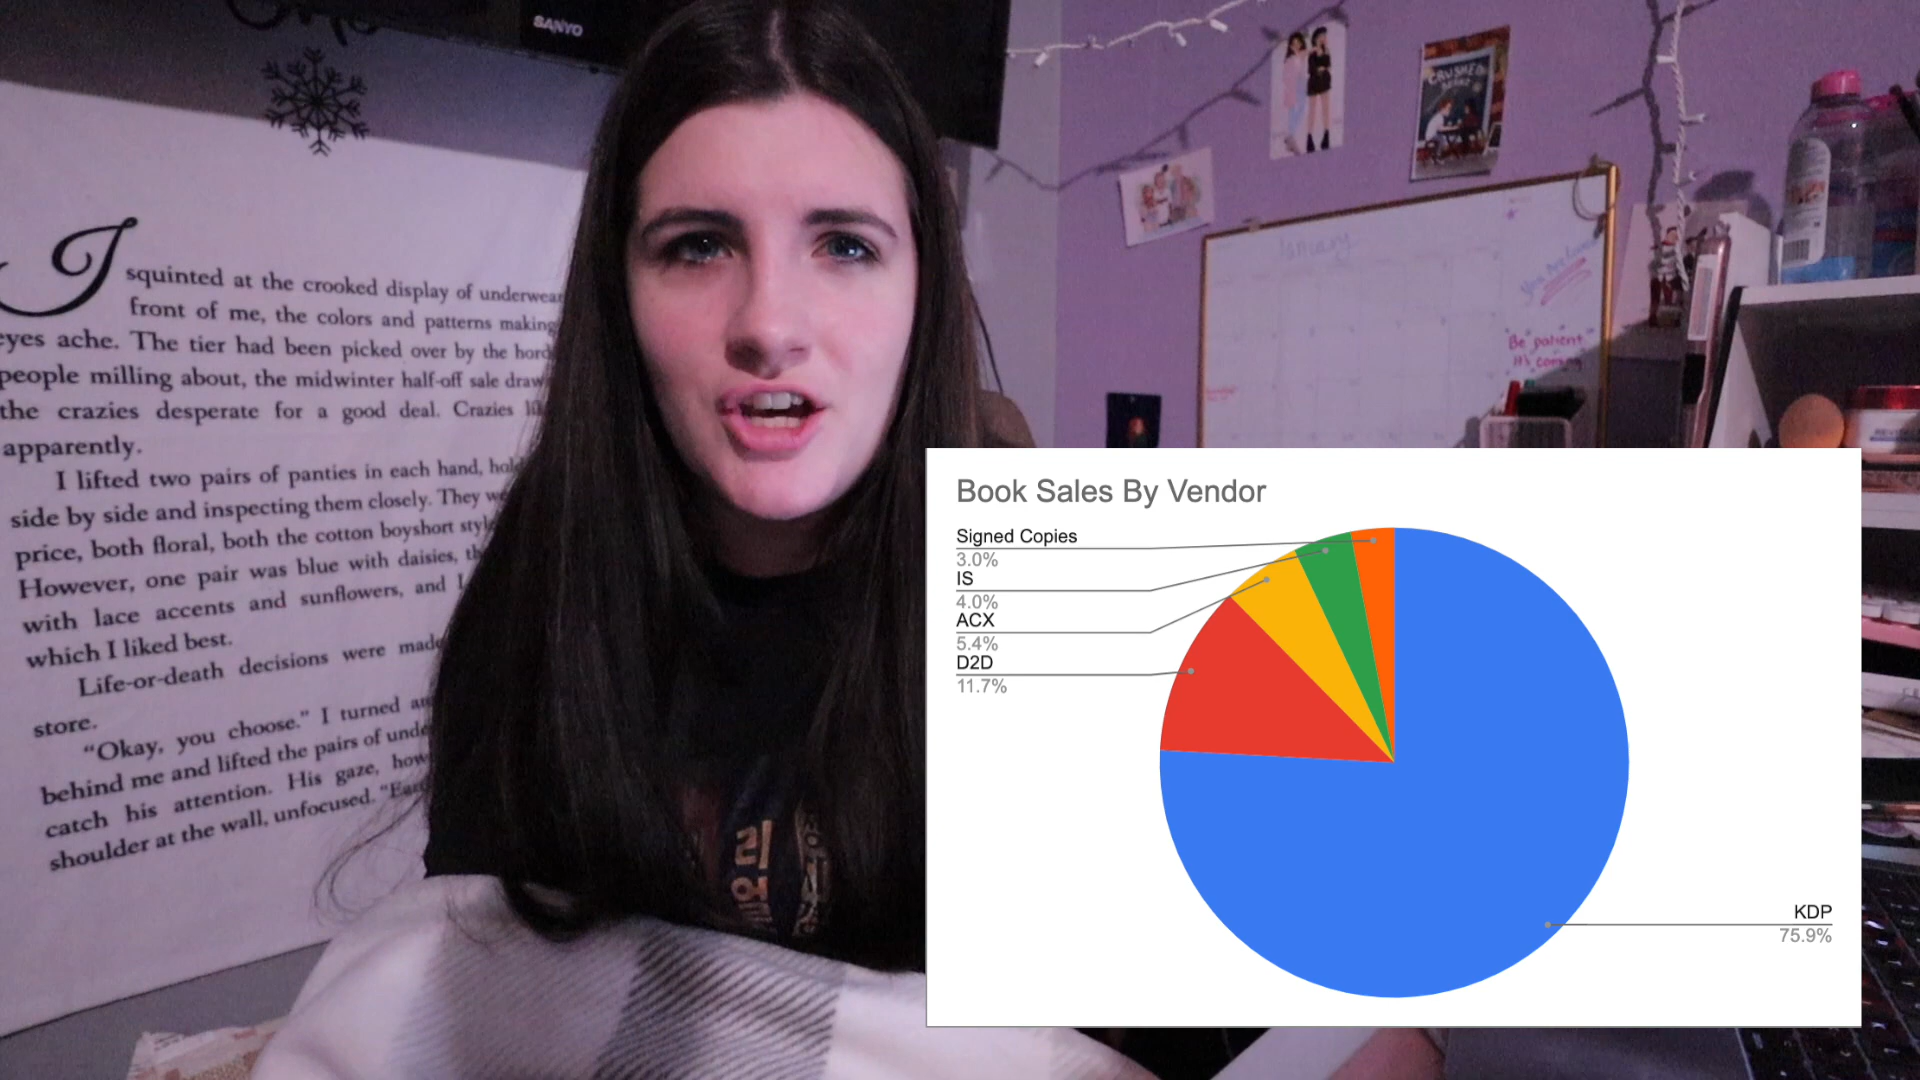 SANYO
I squinted at the crooked display of underwear
front of me, the colors and patterns making
eyes ache. The tier had been picked over by the
people milling about, the midwinter half-off sale
the crazies desperate for a good deal. Crazies
apparently.
I lifted two pairs of panties in each hand,
side by side and inspecting them closely. They
price, both floral, both the cotton boyshort
However, one pair was blue with daisies,
with lace accents and sunflowers, and I
which I liked best.
Life-or-death decisions were made
store.
“Okay, you choose.” I turned
behind me and lifted the pairs of
catch his attention. His gaze,
shoulder at the wall, unfocused.
CRUSHED
January
Be patient
It's coming
리
Book Sales By Vendor
Signed Copies
3.0%
IS
4.0%
ACX
5.4%
D2D
11.7%
KDP
75.9%